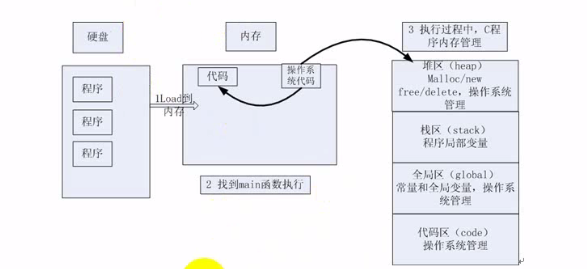 硬盘
程序
程序
程序
1Load到
内存
内存
代码
操作系
统代码
2 找到main函数执行
3 执行过程中，C程
序内存管理
堆区（heap）
Malloc/new
free/delete，操作系统
管理
栈区（stack）
程序局部变量
全局区（global）
常量和全局变量，操作系
统管理
代码区（code）
操作系统管理